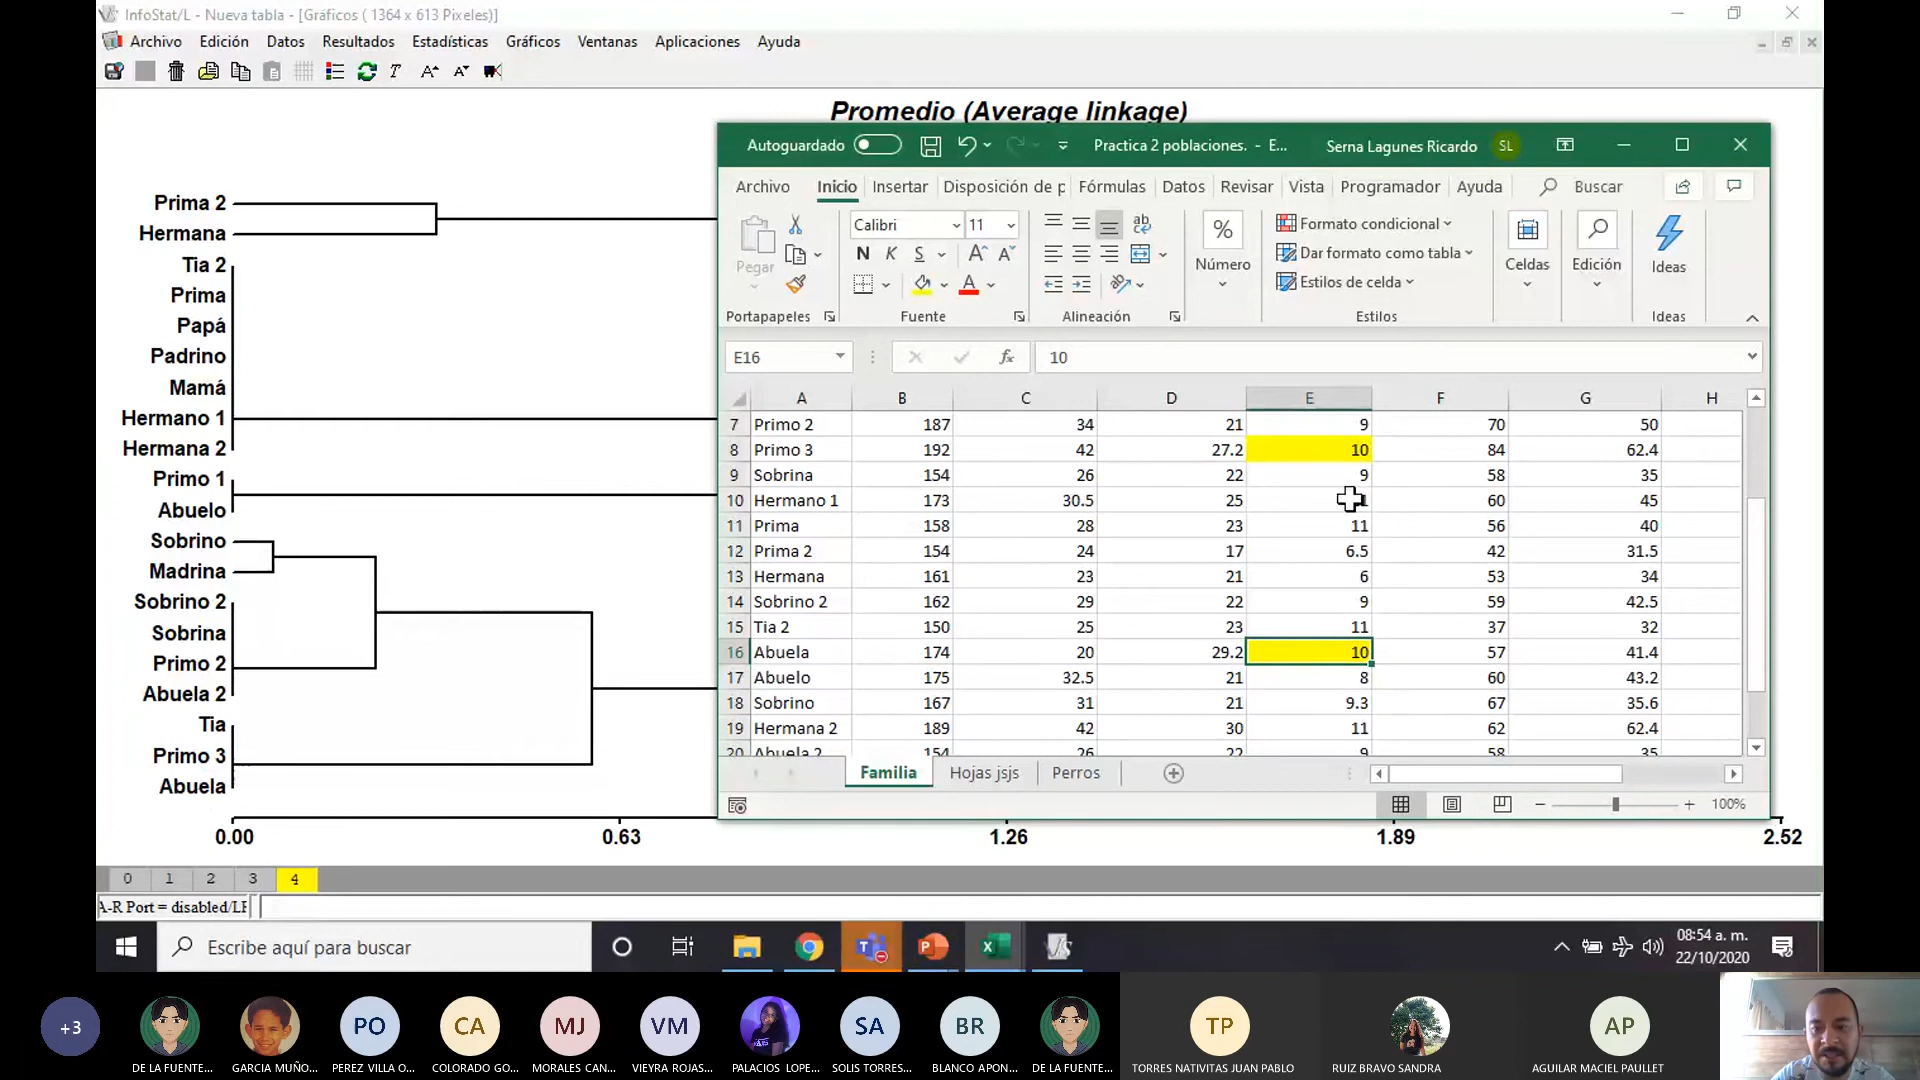 InfoStat/L - Nueva tabla - [Gráficos ( 1364 x 613 Pixeles)]
Archivo Edición Datos Resultados Estadísticas Gráficos Ventanas Aplicaciones Ayuda
Promedio (Average linkage)
Prima 2
Hermana
Tia 2
Prima
Papá
Padrino
Mamá
Hermano 1
Hermana 2
Primo 1
Abuelo
Sobrino
Madrina
Sobrino 2
Sobrina
Primo 2
Abuela 2
Tia
Primo 3
Abuela
0.00 0.63 1.26 1.89 2.52
Autoguardado Practica 2 poblaciones. - E... Serna Lagunes Ricardo SL
Archivo Inicio Insertar Disposición de p Fórmulas Datos Revisar Vista Programador Ayuda Buscar
Pegar
Portapapeles
Calibri 11
N K S
Fuente
Alineación
%
Número
Formato condicional
Dar formato como tabla
Estilos de celda
Estilos
Celdas
Edición
Ideas
Ideas
E16 fx 10
A B C D E F G H
7 Primo 2 187 34 21 9 70 50
8 Primo 3 192 42 27.2 10 84 62.4
9 Sobrina 154 26 22 9 58 35
10 Hermano 1 173 30.5 25 60 45
11 Prima 158 28 23 11 56 40
12 Prima 2 154 24 17 6.5 42 31.5
13 Hermana 161 23 21 6 53 34
14 Sobrino 2 162 29 22 9 59 42.5
15 Tia 2 150 25 23 11 37 32
16 Abuela 174 20 29.2 10 57 41.4
17 Abuelo 175 32.5 21 8 60 43.2
18 Sobrino 167 31 21 9.3 67 35.6
19 Hermana 2 189 42 30 11 62 62.4
20 Abuela 2 154 26 22 9 58 35
Familia Hojas jsjs Perros
100%
0 1 2 3 4
A-R Port = disabled/LF
Escribe aquí para buscar
08:54 a. m.
22/10/2020
+3 PO CA MJ VM SA BR TP AP
DE LA FUENTE... GARCIA MUÑO... PEREZ VILLA O... COLORADO GO... MORALES CAN... VIEYRA ROJAS... PALACIOS LOPE... SOLIS TORRES... BLANCO APON... DE LA FUENTE... TORRES NATIVITAS JUAN PABLO RUIZ BRAVO SANDRA AGUILAR MACIEL PAULLET